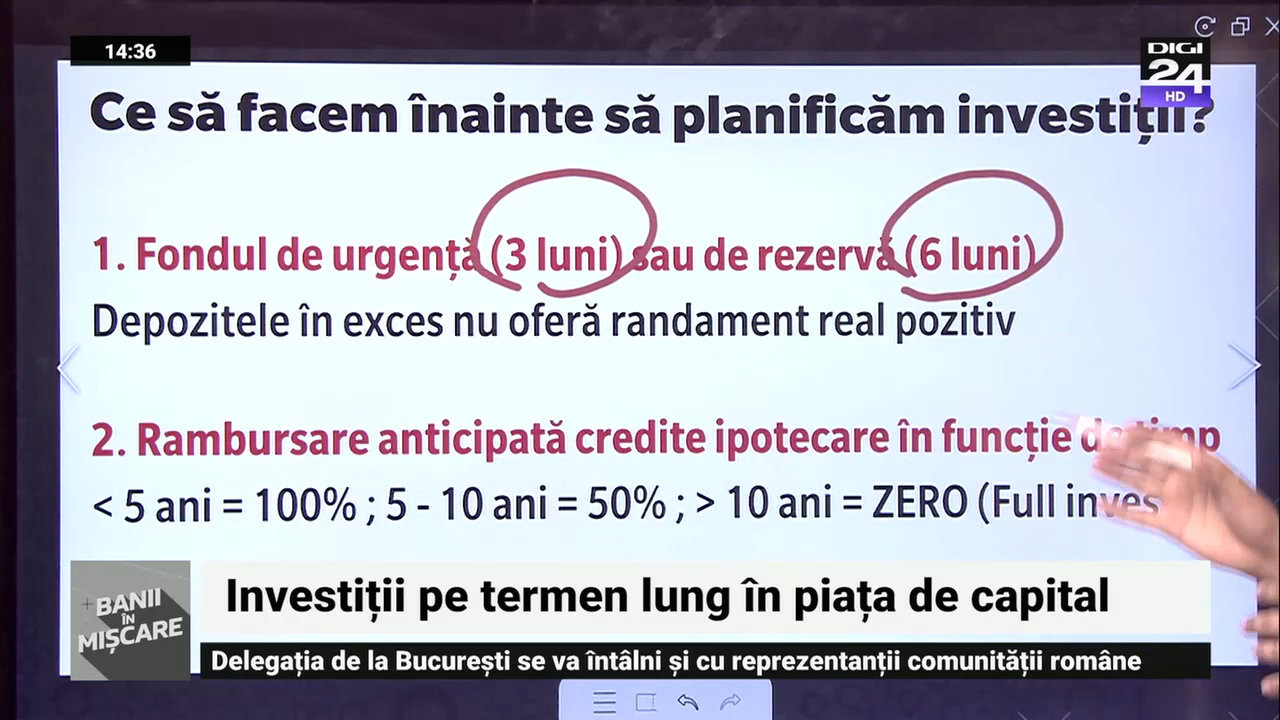 14:36
DIGI
24
HD
Ce să facem înainte să planificăm investiții?
1. Fondul de urgență (3 luni) sau de rezervă (6 luni)
Depozitele în exces nu oferă randament real pozitiv
2. Rambursare anticipată credite ipotecare în funcție de timp
< 5 ani = 100% ; 5 - 10 ani = 50% ; > 10 ani = ZERO (Full
BANII
ÎN
MIȘCARE
Investiții pe termen lung în piața de capital
Delegația de la București se va întâlni și cu reprezentanții comunității române